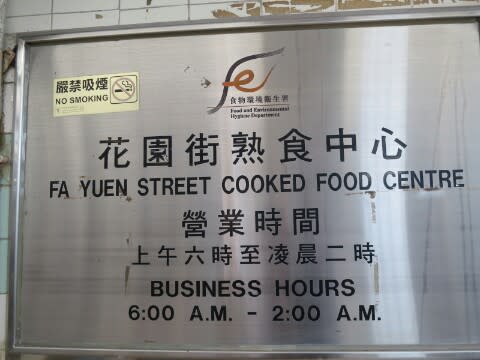 嚴禁吸煙
NO SMOKING
食物環境衞生署
Food and Environmental
Hygiene Department
花園街熟食中心
FA YUEN STREET COOKED FOOD CENTRE
營業時間
上午六時至凌晨二時
BUSINESS HOURS
6:00 A.M. - 2:00 A.M.